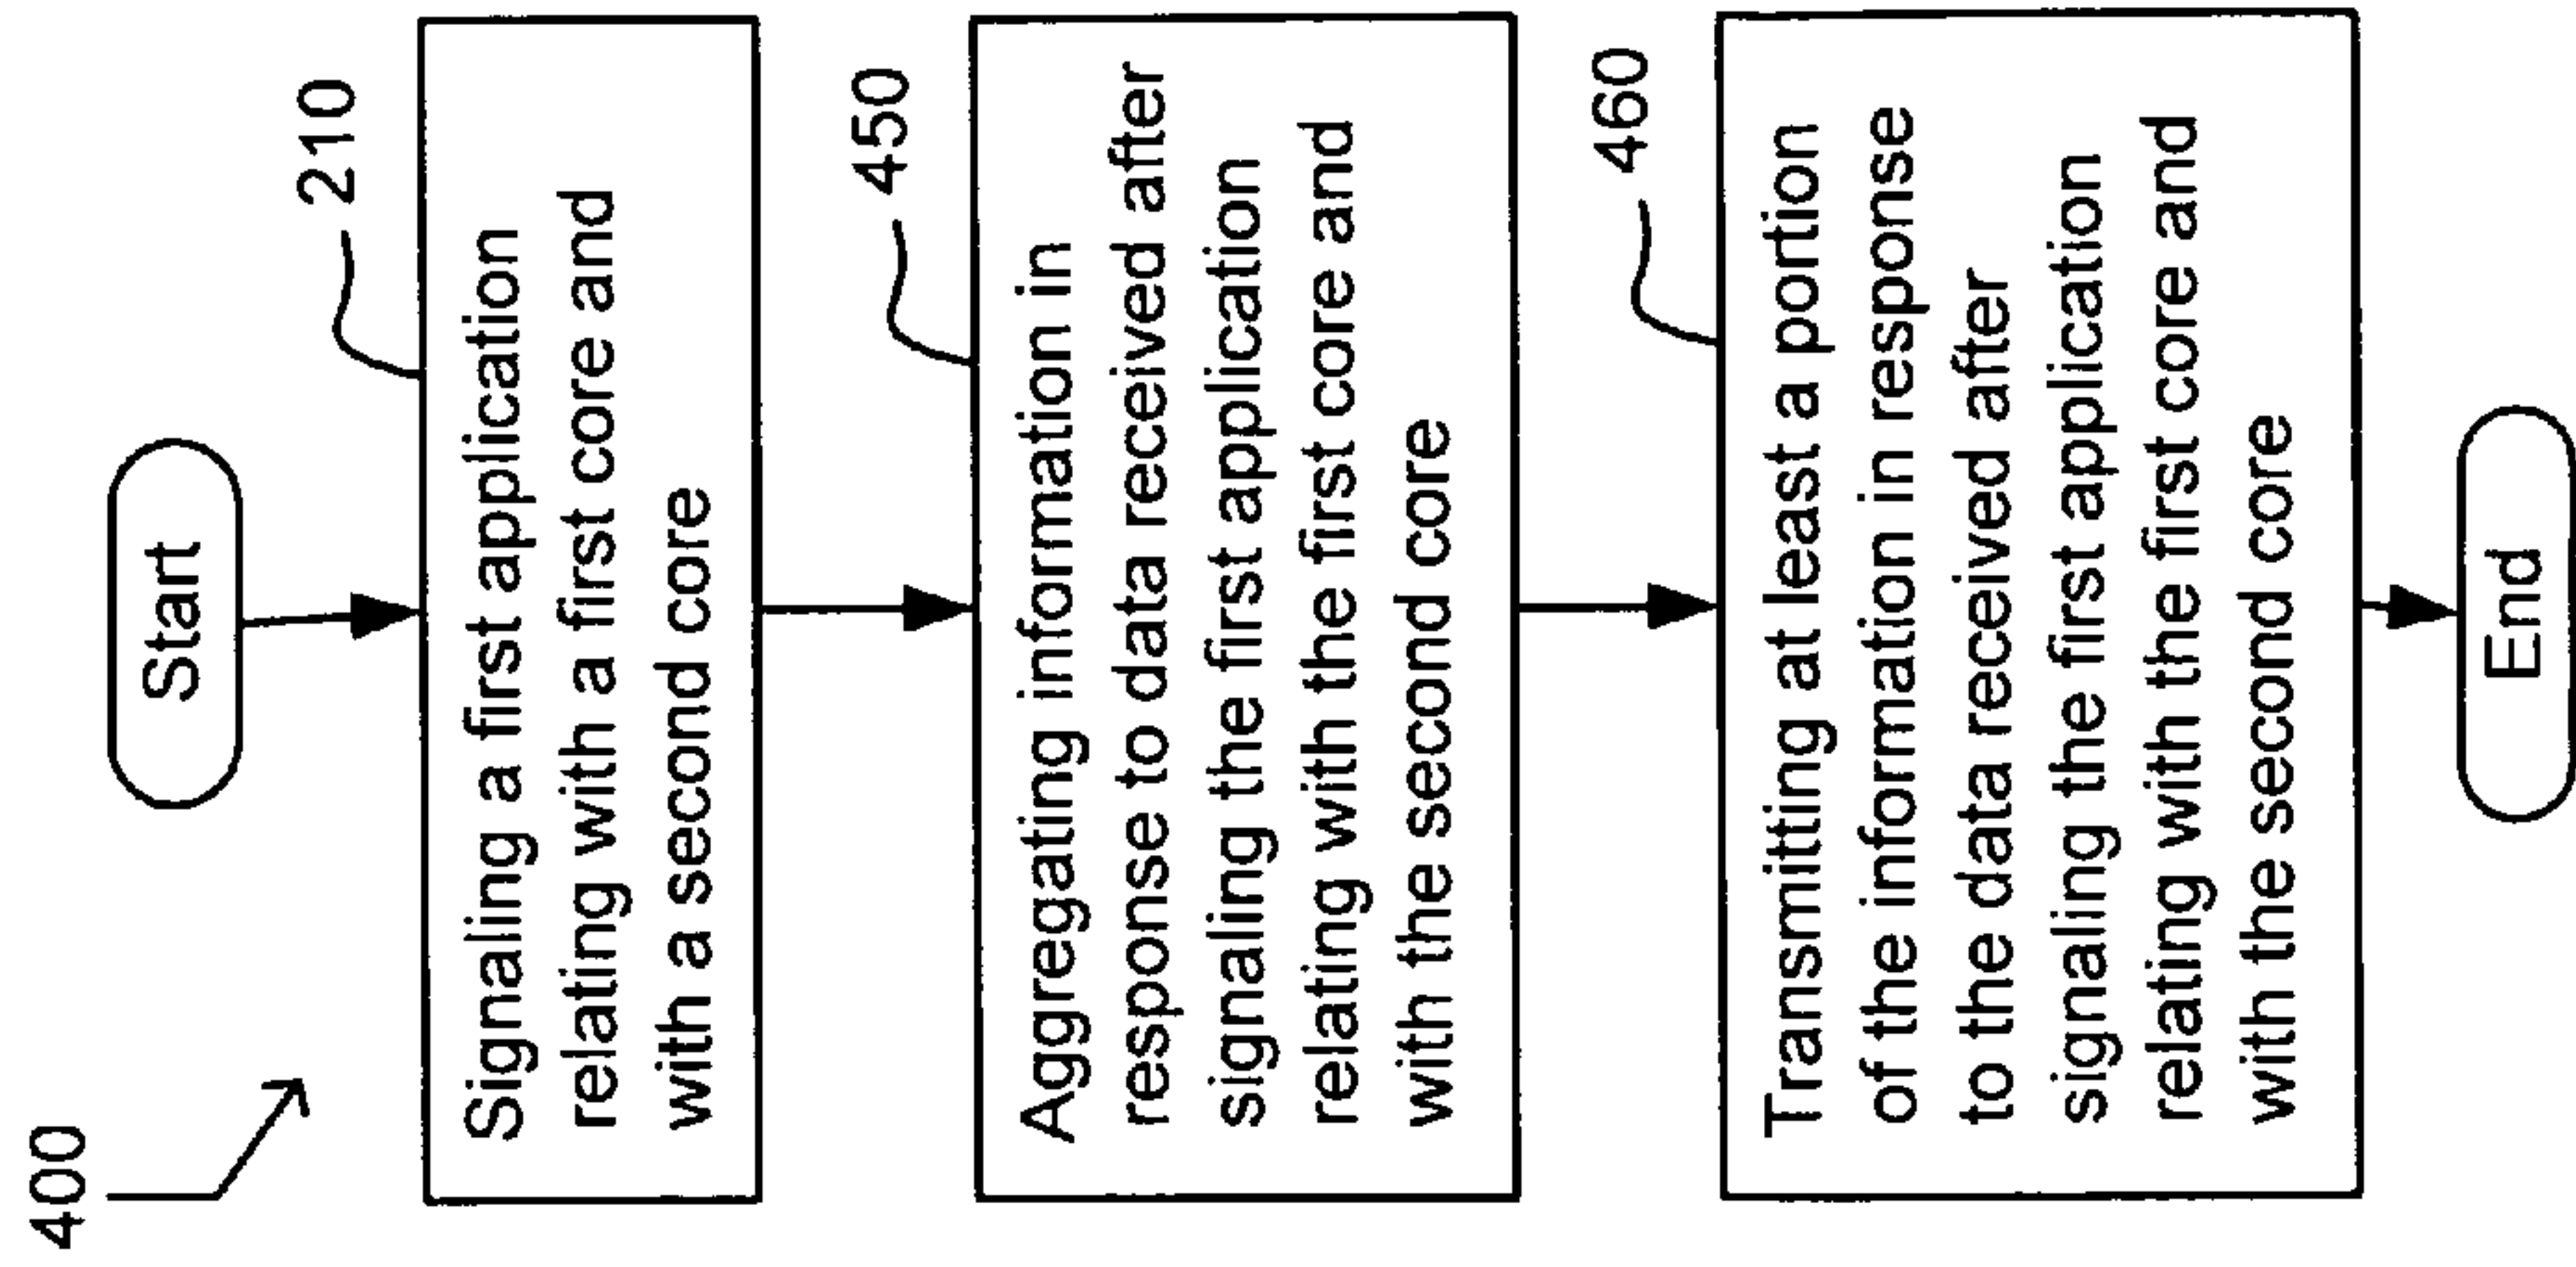 400
Start
210
Signaling a first application
relating with a first core and
with a second core
450
Aggregating information in
response to data received after
signaling the first application
relating with the first core and
with the second core
460
Transmitting at least a portion
of the information in response
to the data received after
signaling the first application
relating with the first core and
with the second core
End